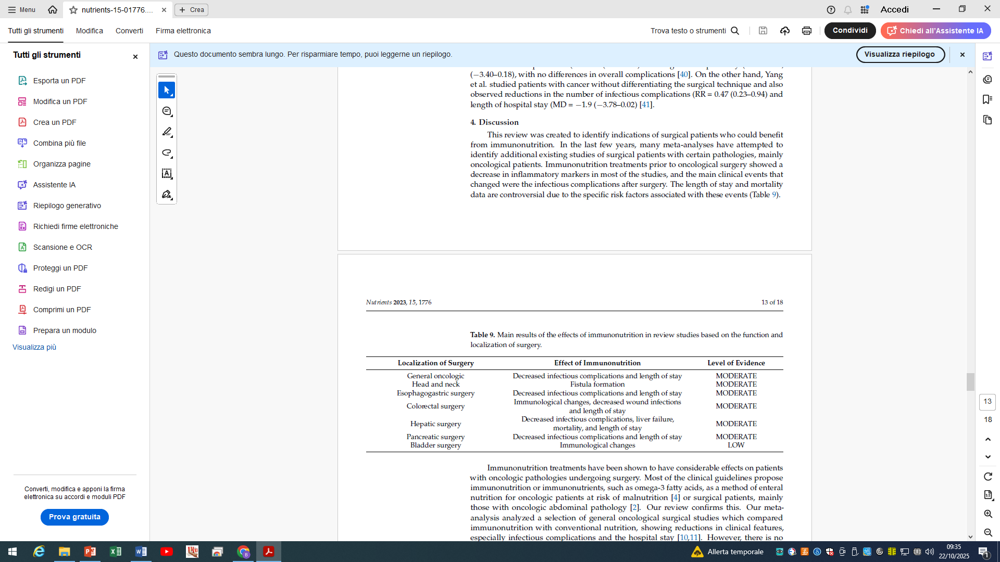 Menu
nutrients-15-01776....
Crea
Accedi
Tutti gli strumenti
Modifica
Converti
Firma elettronica
Trova testo o strumenti
Condividi
Chiedi all'Assistente IA
Tutti gli strumenti
Questo documento sembra lungo. Per risparmiare tempo, puoi leggerne un riepilogo.
Visualizza riepilogo
Esporta un PDF
Modifica un PDF
Crea un PDF
Combina più file
Organizza pagine
Assistente IA
Riepilogo generativo
Richiedi firme elettroniche
Scansione e OCR
Proteggi un PDF
Redigi un PDF
Comprimi un PDF
Prepara un modulo
Visualizza più
Converti, modifica e apponi la firma
elettronica su accordi e moduli PDF
Prova gratuita
(−3.40–0.18), with no differences in overall complications [40]. On the other hand, Yang
et al. studied patients with cancer without differentiating the surgical technique and also
observed reductions in the number of infectious complications (RR = 0.47 (0.23–0.94) and
length of hospital stay (MD = −1.9 (−3.78–0.02) [41].
4. Discussion
This review was created to identify indications of surgical patients who could benefit
from immunonutrition. In the last few years, many meta-analyses have attempted to
identify additional existing studies of surgical patients with certain pathologies, mainly
oncological patients. Immunonutrition treatments prior to oncological surgery showed a
decrease in inflammatory markers in most of the studies, and the main clinical events that
changed were the infectious complications after surgery. The length of stay and mortality
data are controversial due to the specific risk factors associated with these events (Table 9).
Nutrients 2023, 15, 1776
13 of 18
Table 9. Main results of the effects of immunonutrition in review studies based on the function and
localization of surgery.
Localization of Surgery Effect of Immunonutrition Level of Evidence
General oncologic Decreased infectious complications and length of stay MODERATE
Head and neck Fistula formation MODERATE
Esophagogastric surgery Decreased infectious complications and length of stay MODERATE
Colorectal surgery Immunological changes, decreased wound infections
and length of stay MODERATE
Hepatic surgery Decreased infectious complications, liver failure,
mortality, and length of stay MODERATE
Pancreatic surgery Decreased infectious complications and length of stay MODERATE
Bladder surgery Immunological changes LOW
Immunonutrition treatments have been shown to have considerable effects on patients
with oncologic pathologies undergoing surgery. Most of the clinical guidelines propose
immunonutrition or immunonutrients, such as omega-3 fatty acids, as a method of enteral
nutrition for oncologic patients at risk of malnutrition [4] or surgical patients, mainly
those with oncologic abdominal pathology [2]. Our review confirms this. Our meta-
analysis analyzed a selection of general oncological surgical studies which compared
immunonutrition with conventional nutrition, showing reductions in clinical features,
especially infectious complications and the hospital stay [10,11]. However, there is no
13
18
Allerta temporale
09:35
22/10/2025
1